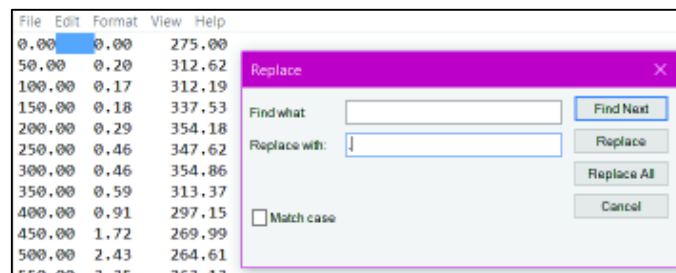 File Edit Format View Help
0.00 0.00 275.00
50.00 0.20 312.62
100.00 0.17 312.19
150.00 0.18 337.53
200.00 0.29 354.18
250.00 0.46 347.62
300.00 0.46 354.86
350.00 0.59 313.37
400.00 0.91 297.15
450.00 1.72 269.99
500.00 2.43 264.61
Replace
Find what
Find Next
Replace with:
.
Replace
Replace All
Cancel
Match case